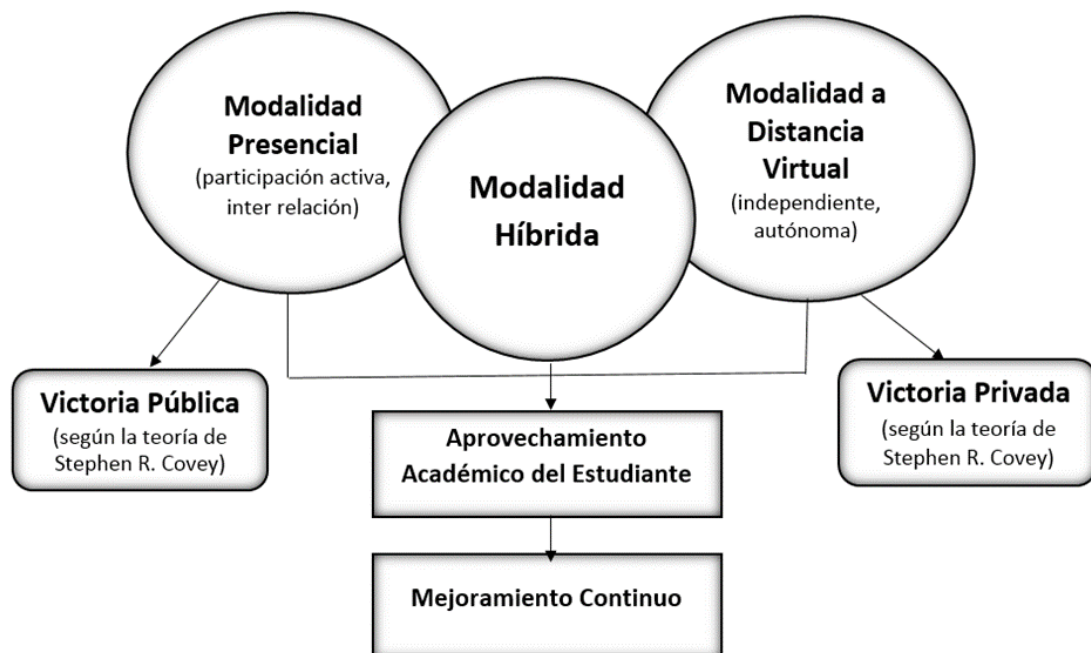 Modalidad
Presencial
(participación activa,
inter relación)
Modalidad
Híbrida
Modalidad a
Distancia
Virtual
(independiente,
autónoma)
Victoria Pública
(según la teoría de
Stephen R. Covey)
Aprovechamiento
Académico del Estudiante
Victoria Privada
(según la teoría de
Stephen R. Covey)
Mejoramiento Continuo